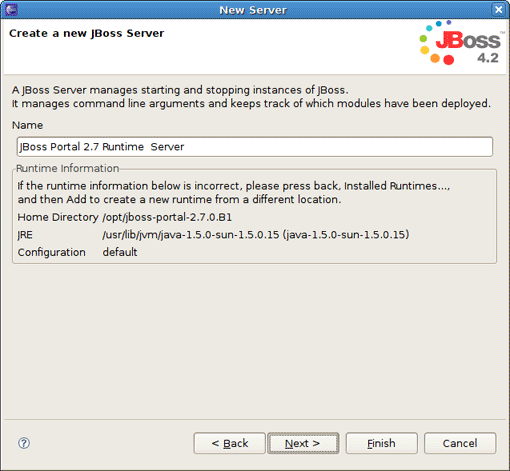 New Server
Create a new JBoss Server
JBoss
4.2
A JBoss Server manages starting and stopping instances of JBoss.
It manages command line arguments and keeps track of which modules have been deployed.
Name
JBoss Portal 2.7 Runtime  Server
Runtime Information
If the runtime information below is incorrect, please press back, Installed Runtimes...,
and then Add to create a new runtime from a different location.
Home Directory /opt/jboss-portal-2.7.0.B1
JRE /usr/lib/jvm/java-1.5.0-sun-1.5.0.15 (java-1.5.0-sun-1.5.0.15)
Configuration default
? < Back Next > Finish Cancel